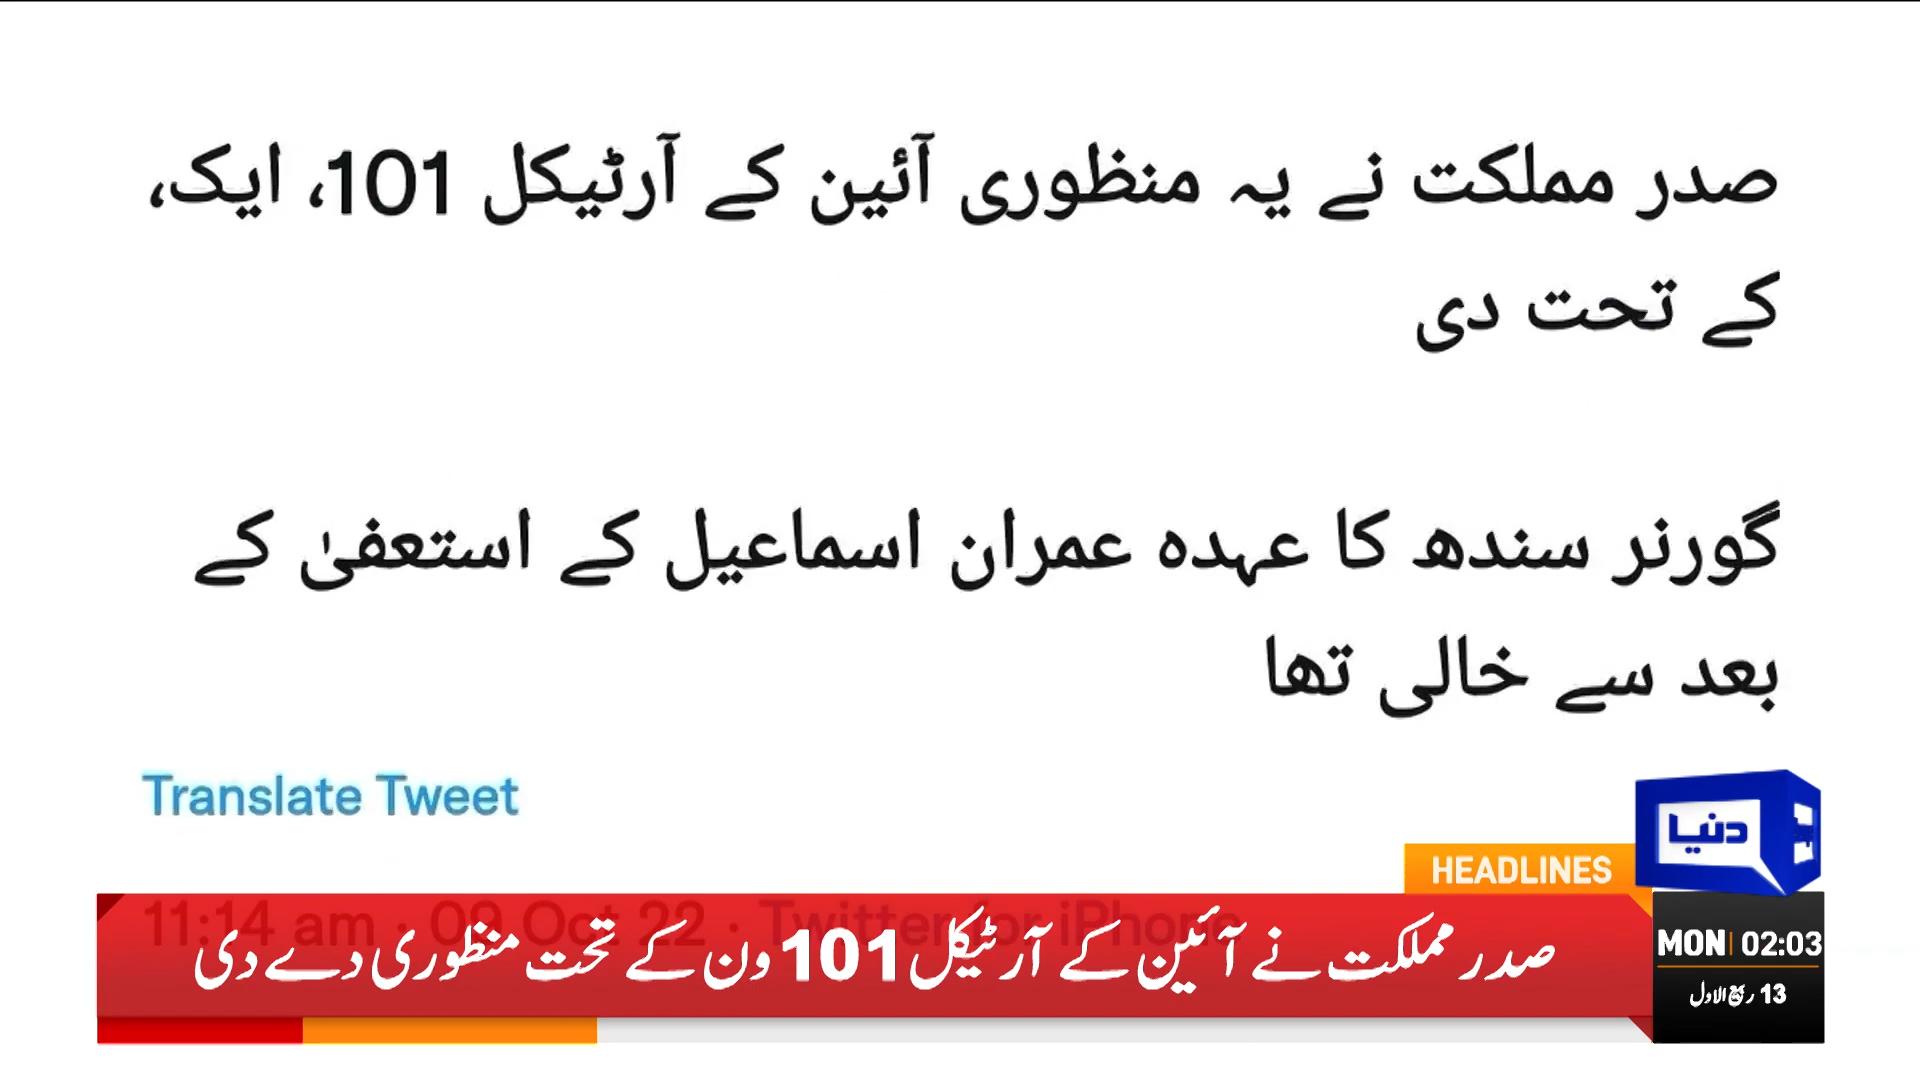 صدر مملکت نے یہ منظوری آئین کے آرٹیکل 101، ایک،
کے تحت دی
گورنر سندھ کا عہدہ عمران اسماعیل کے استعفیٰ کے
بعد سے خالی تھا
Translate Tweet
دنیا
HEADLINES
11:14 am · 09 Oct 22 · Twitter for iPhone
صدر مملکت نے آئین کے آرٹیکل 101 ون کے تحت منظوری دے دی
MON 02:03
13 ربیع الاول